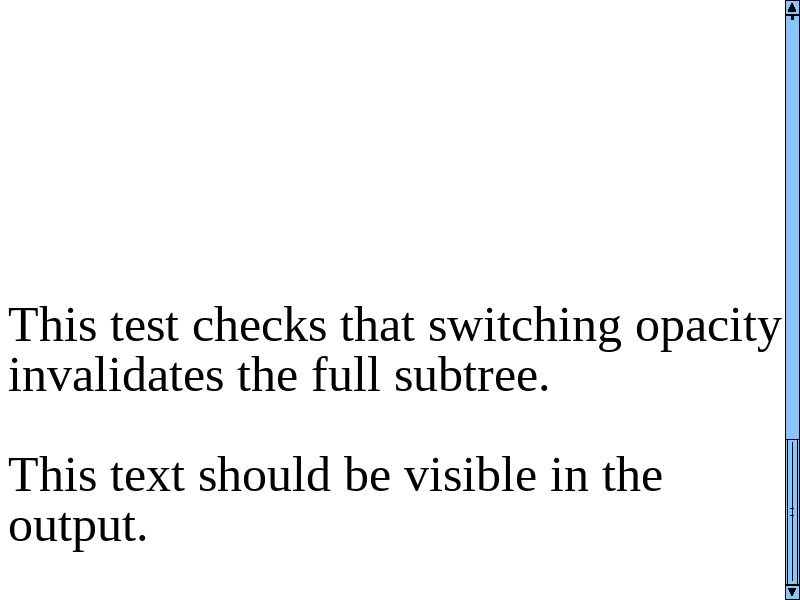 This test checks that switching opacity
invalidates the full subtree.
This text should be visible in the
output.